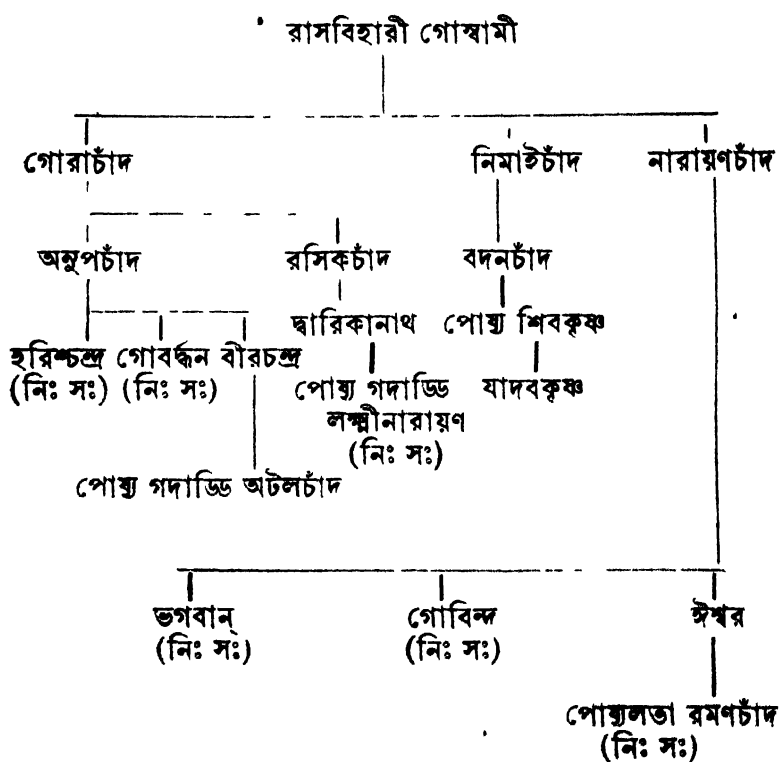 রাসবিহারী গোস্বামী
গোরাচাঁদ নিমাইচাঁদ নারায়ণচাঁদ
অনুপচাঁদ রসিকচাঁদ বদনচাঁদ
দ্বারিকানাথ পোষ্য শিবকৃষ্ণ
হরিশ্চন্দ্র গোবর্দ্ধন বীরচন্দ্র
(নিঃ সঃ) (নিঃ সঃ) পোষ্য গদাড্ডি যাদবকৃষ্ণ
লক্ষ্মীনারায়ণ
(নিঃ সঃ)
পোষ্য গদাড্ডি অটলচাঁদ
ভগবান্ গোবিন্দ ঈশ্বর
(নিঃ সঃ) (নিঃ সঃ)
পোষ্যলতা রমণচাঁদ
(নিঃ সঃ)